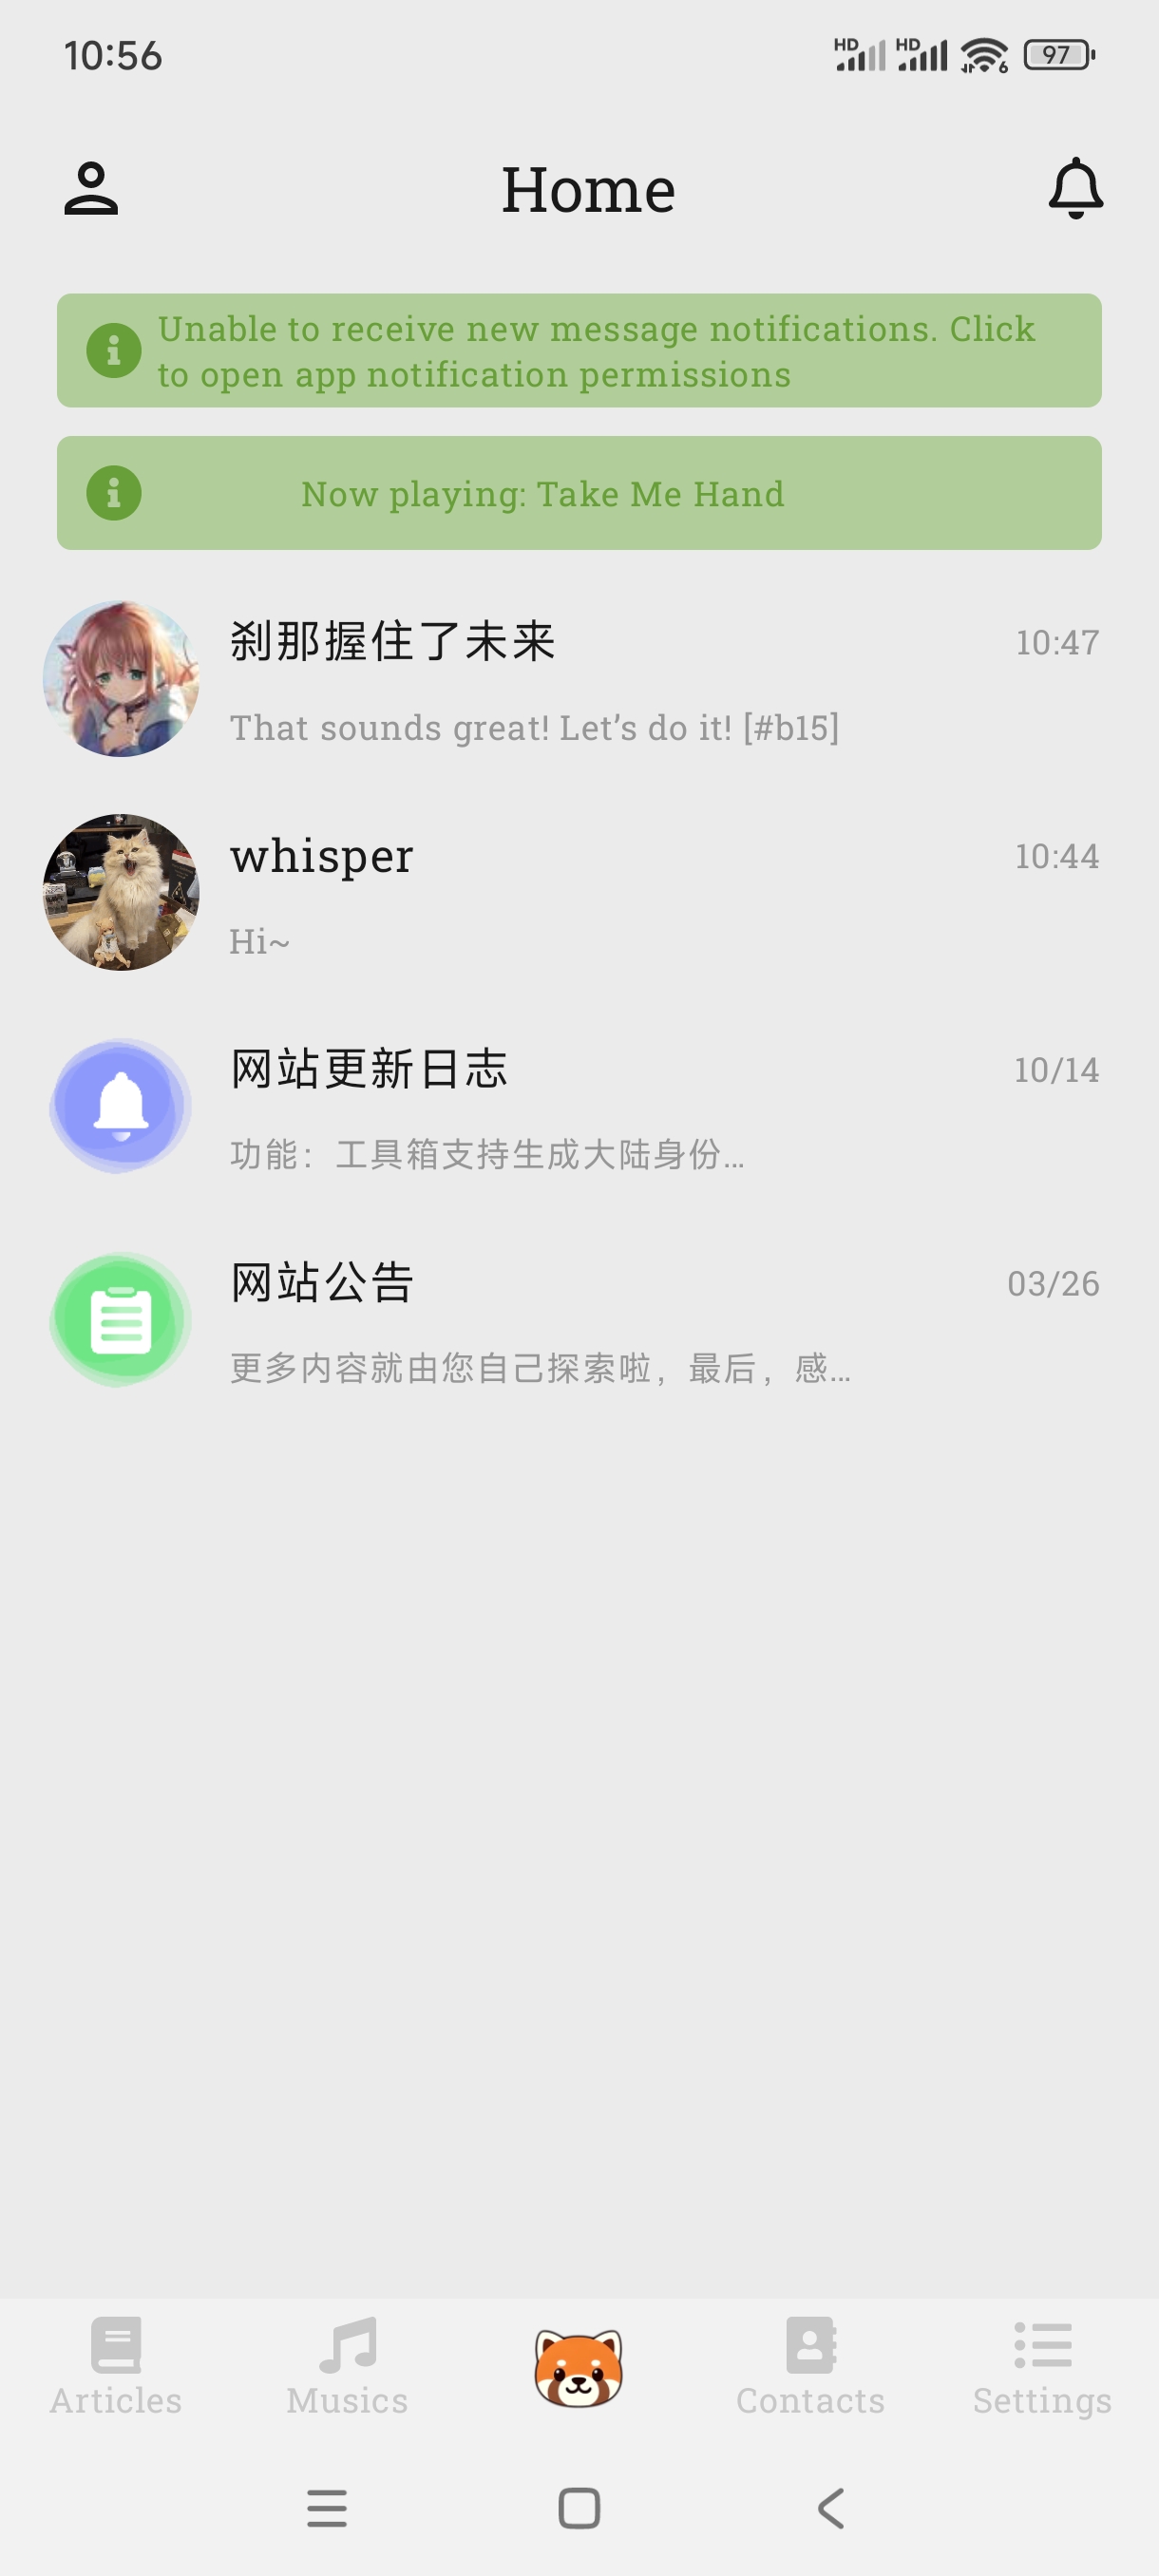 10:56
HD HD 6 97
Home
Unable to receive new message notifications. Click
to open app notification permissions
Now playing: Take Me Hand
刹那握住了未来 10:47
That sounds great! Let’s do it! [#b15]
whisper 10:44
Hi~
网站更新日志 10/14
功能：工具箱支持生成大陆身份...
网站公告 03/26
更多内容就由您自己探索啦，最后，感...
Articles Musics Contacts Settings